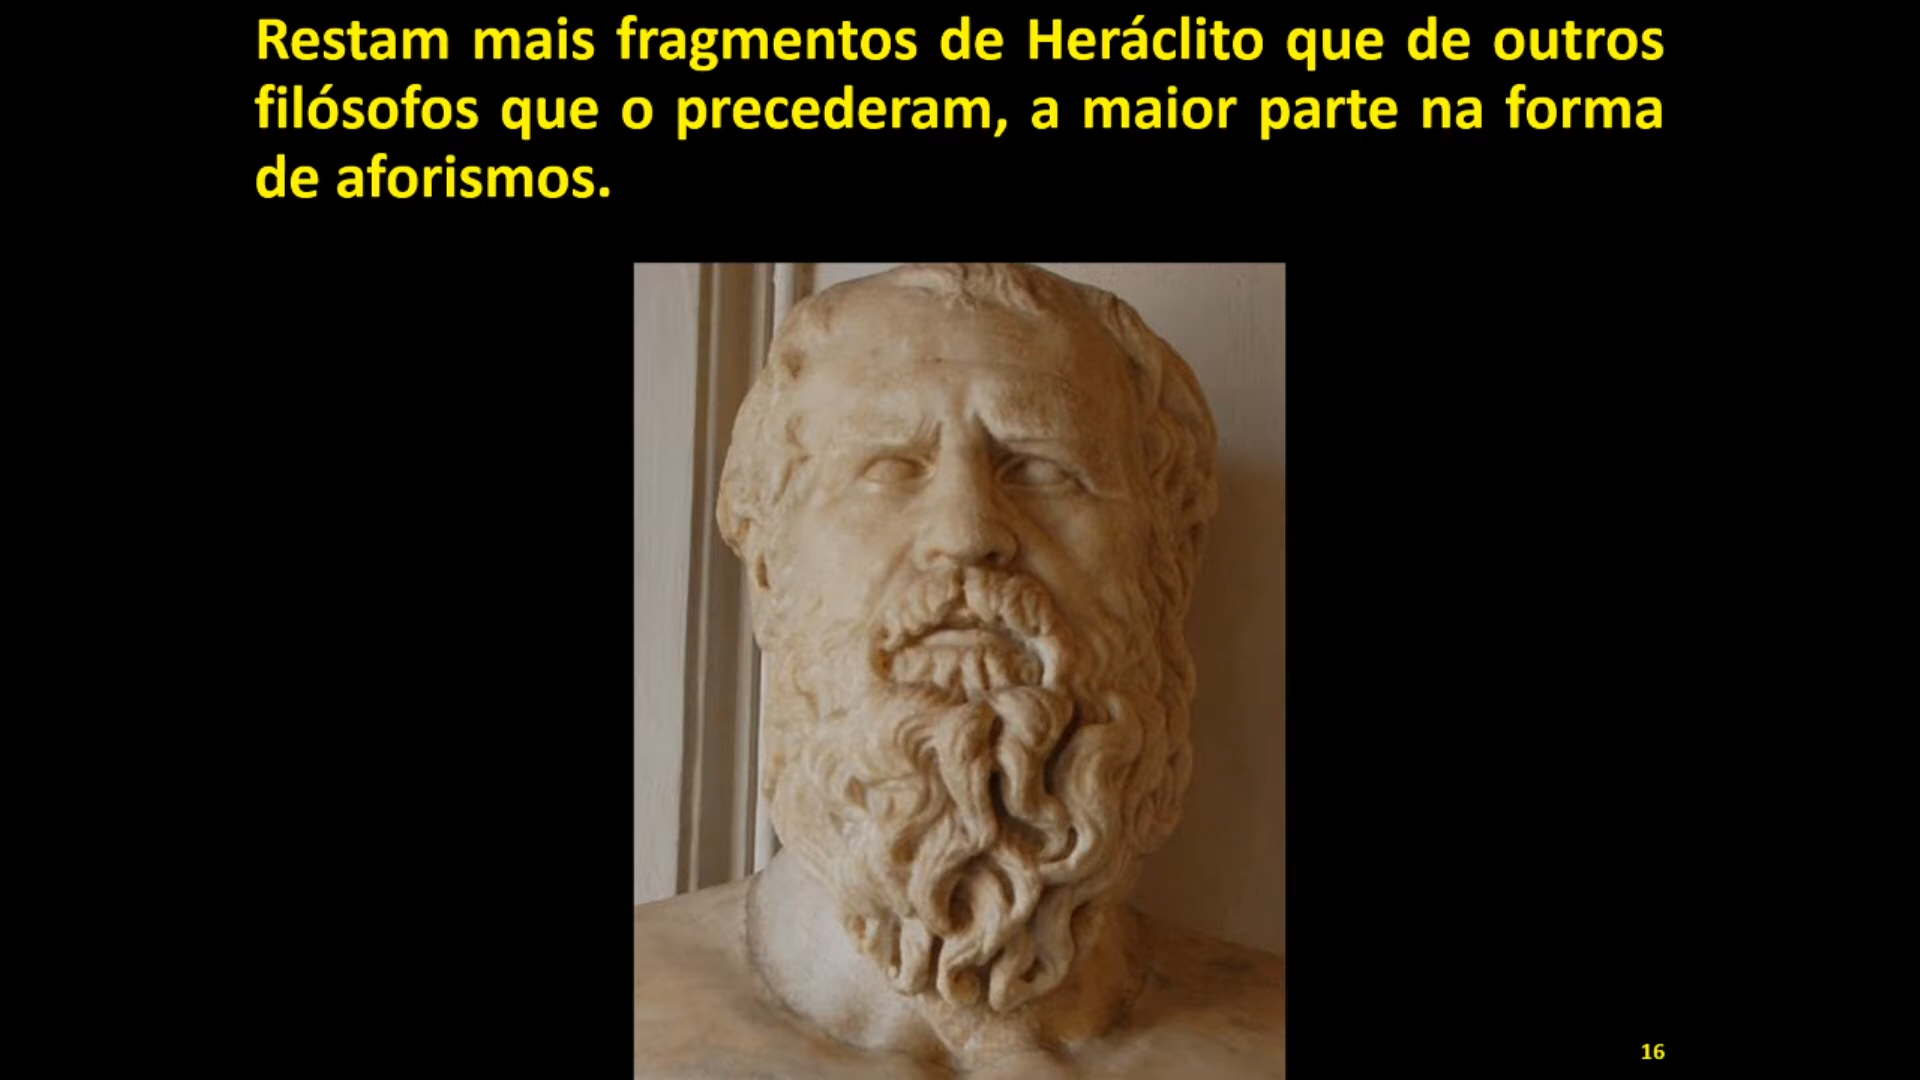 Restam mais fragmentos de Heráclito que de outros
filósofos que o precederam, a maior parte na forma
de aforismos.
16